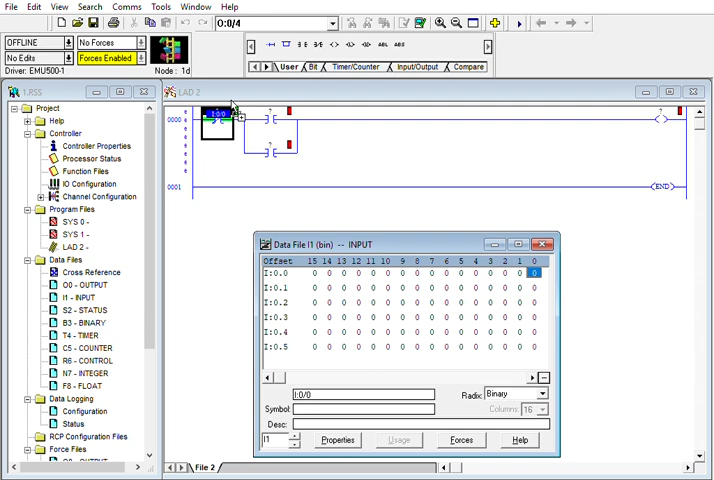 File View Search Comms Tools Window Help
O:0/4
OFFLINE No Forces
No Edits Forces Enabled
Driver: EMU500-1 Node : 1d
ABL ABS
User Bit Timer/Counter Input/Output Compare
1.RSS
Project
Help
Controller
Controller Properties
Processor Status
Function Files
IO Configuration
Channel Configuration
Program Files
SYS 0 -
SYS 1 -
LAD 2 -
Data Files
Cross Reference
O0 - OUTPUT
I1 - INPUT
S2 - STATUS
B3 - BINARY
T4 - TIMER
C5 - COUNTER
R6 - CONTROL
N7 - INTEGER
F8 - FLOAT
Data Logging
Configuration
Status
RCP Configuration Files
Force Files
O0 - OUTPUT
LAD 2
0000
e
e
e
e
e
e
e
I:0/0
?
?
?
0001
END
Data File I1 (bin) -- INPUT
Offset 15 14 13 12 11 10 9 8 7 6 5 4 3 2 1 0
I:0.0 0 0 0 0 0 0 0 0 0 0 0 0 0 0 0 0
I:0.1 0 0 0 0 0 0 0 0 0 0 0 0 0 0 0 0
I:0.2 0 0 0 0 0 0 0 0 0 0 0 0 0 0 0 0
I:0.3 0 0 0 0 0 0 0 0 0 0 0 0 0 0 0 0
I:0.4 0 0 0 0 0 0 0 0 0 0 0 0 0 0 0 0
I:0.5 0 0 0 0 0 0 0 0 0 0 0 0 0 0 0 0
I:0/0 Radix: Binary
Symbol: Columns: 16
Desc:
I1 Properties Usage Forces Help
File 2